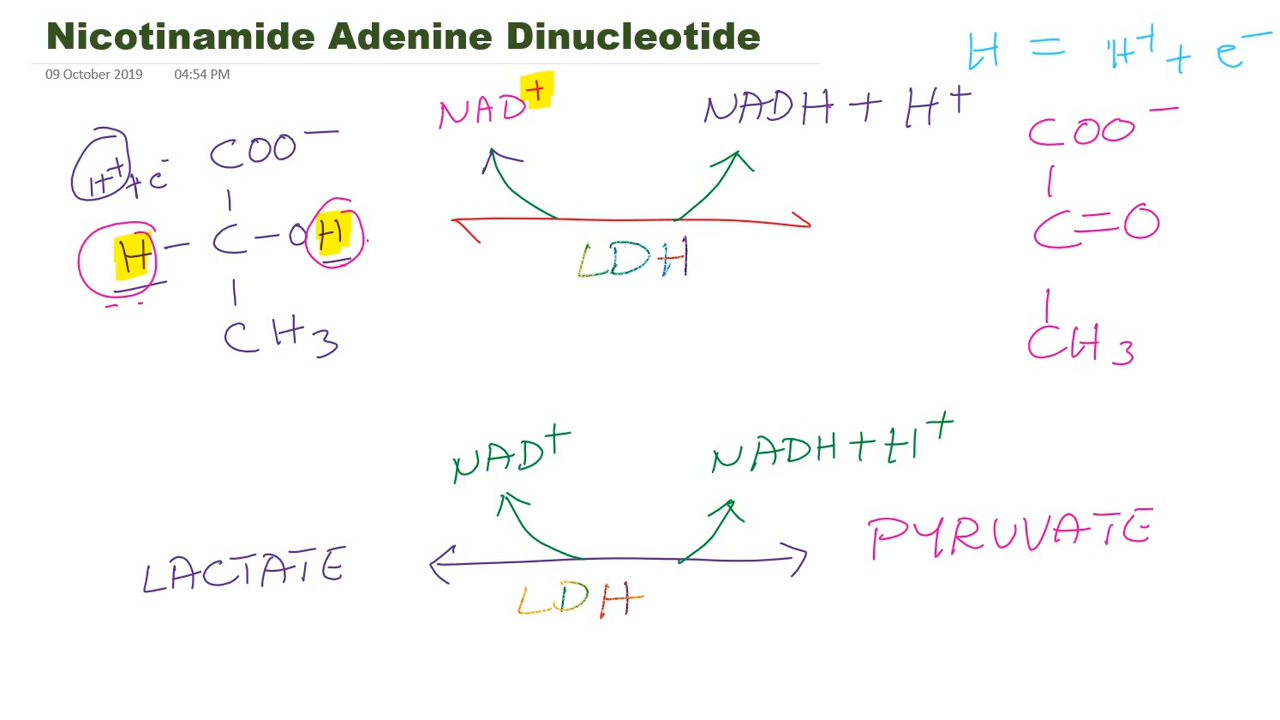 Nicotinamide Adenine Dinucleotide
09 October 2019 04:54 PM
H = H⁺ + e⁻
NAD⁺
NADH + H⁺
H⁺ + e⁻
COO⁻
H – C – OH
CH3
LDH
COO⁻
C=O
CH3
NAD⁺
NADH + H⁺
LACTATE
LDH
PYRUVATE